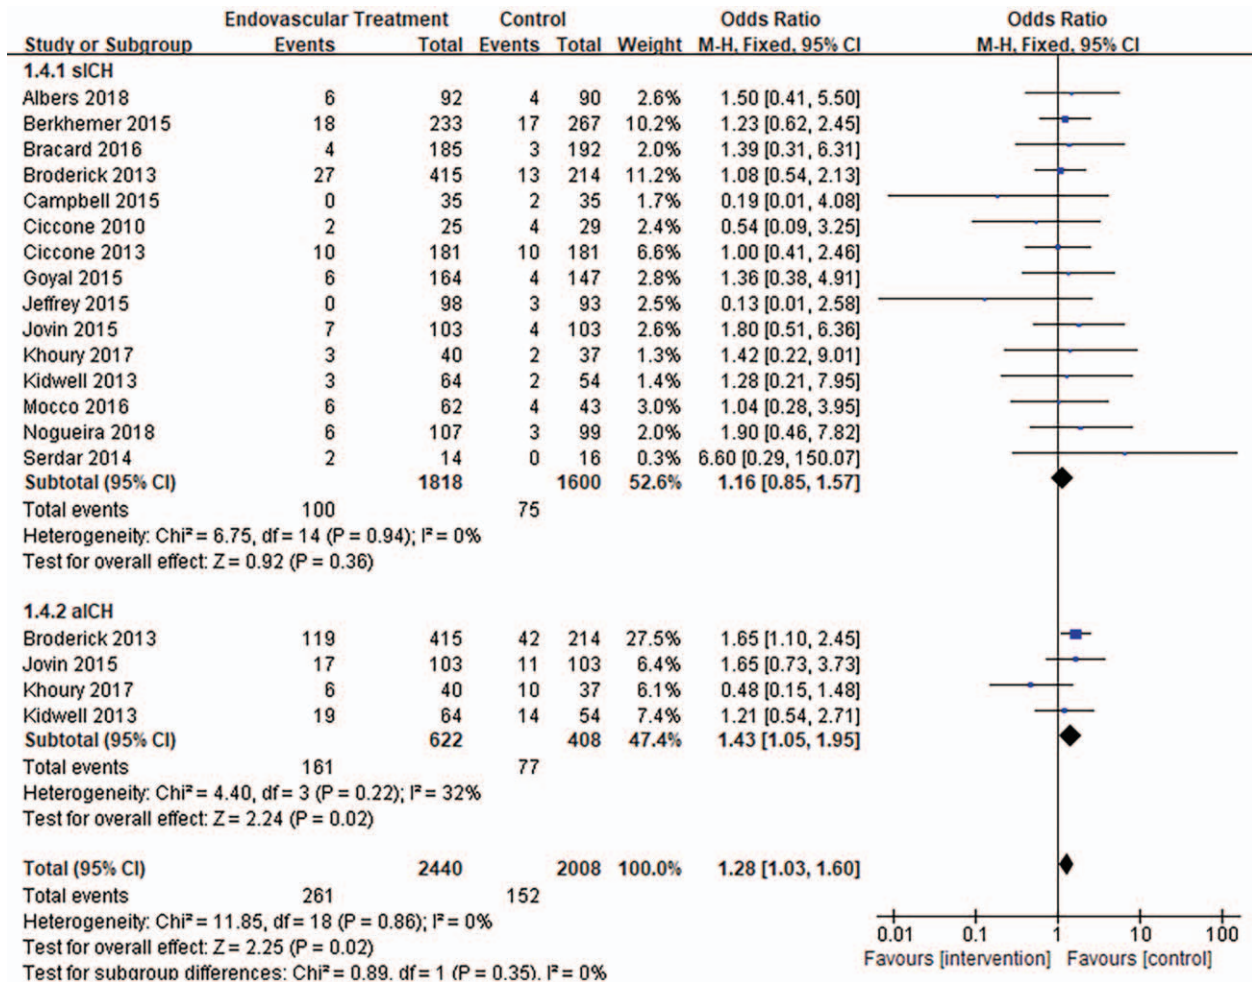 Endovascular Treatment Control Odds Ratio Odds Ratio
Study or Subgroup Events Total Events Total Weight M-H, Fixed, 95% CI M-H, Fixed, 95% CI
1.4.1 sICH
Albers 2018 6 92 4 90 2.6% 1.50 [0.41, 5.50]
Berkhemer 2015 18 233 17 267 10.2% 1.23 [0.62, 2.45]
Bracard 2016 4 185 3 192 2.0% 1.39 [0.31, 6.31]
Broderick 2013 27 415 13 214 11.2% 1.08 [0.54, 2.13]
Campbell 2015 0 35 2 35 1.7% 0.19 [0.01, 4.08]
Ciccone 2010 2 25 4 29 2.4% 0.54 [0.09, 3.25]
Ciccone 2013 10 181 10 181 6.6% 1.00 [0.41, 2.46]
Goyal 2015 6 164 4 147 2.8% 1.36 [0.38, 4.91]
Jeffrey 2015 0 98 3 93 2.5% 0.13 [0.01, 2.58]
Jovin 2015 7 103 4 103 2.6% 1.80 [0.51, 6.36]
Khoury 2017 3 40 2 37 1.3% 1.42 [0.22, 9.01]
Kidwell 2013 3 64 2 54 1.4% 1.28 [0.21, 7.95]
Mocco 2016 6 62 4 43 3.0% 1.04 [0.28, 3.95]
Nogueira 2018 6 107 3 99 2.0% 1.90 [0.46, 7.82]
Serdar 2014 2 14 0 16 0.3% 6.60 [0.29, 150.07]
Subtotal (95% CI) 1818 1600 52.6% 1.16 [0.85, 1.57]
Total events 100 75
Heterogeneity: Chi² = 6.75, df = 14 (P = 0.94); I² = 0%
Test for overall effect: Z = 0.92 (P = 0.36)
1.4.2 aICH
Broderick 2013 119 415 42 214 27.5% 1.65 [1.10, 2.45]
Jovin 2015 17 103 11 103 6.4% 1.65 [0.73, 3.73]
Khoury 2017 6 40 10 37 6.1% 0.48 [0.15, 1.48]
Kidwell 2013 19 64 14 54 7.4% 1.21 [0.54, 2.71]
Subtotal (95% CI) 622 408 47.4% 1.43 [1.05, 1.95]
Total events 161 77
Heterogeneity: Chi² = 4.40, df = 3 (P = 0.22); I² = 32%
Test for overall effect: Z = 2.24 (P = 0.02)
Total (95% CI) 2440 2008 100.0% 1.28 [1.03, 1.60]
Total events 261 152
Heterogeneity: Chi² = 11.85, df = 18 (P = 0.86); I² = 0%
Test for overall effect: Z = 2.25 (P = 0.02)
Test for subgroup differences: Chi² = 0.89, df = 1 (P = 0.35), I² = 0%
0.01 0.1 1 10 100
Favours [intervention] Favours [control]